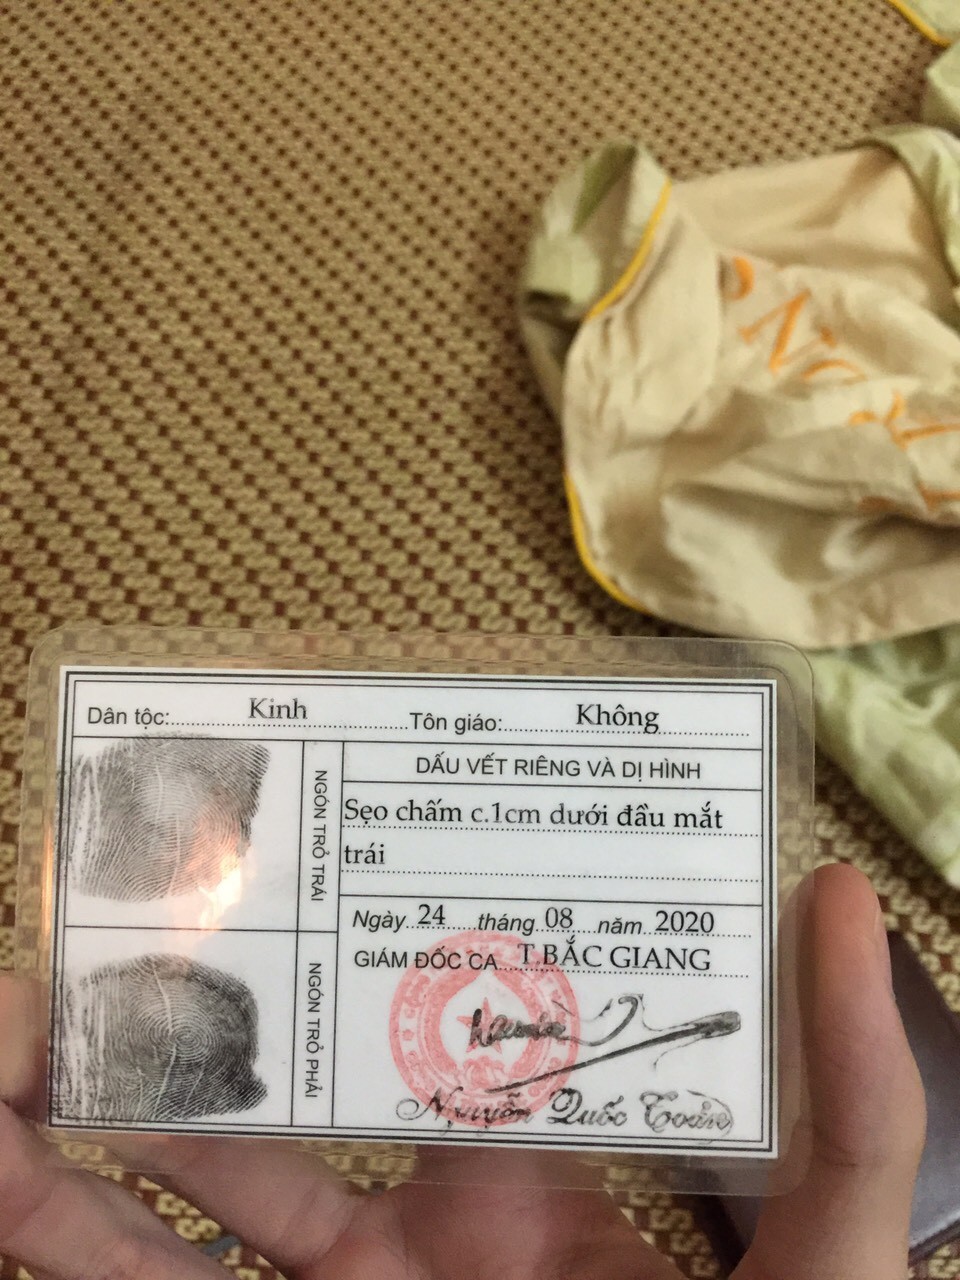 Dân tộc: Kinh Tôn giáo: Không
NGÓN TRỎ TRÁI
DẤU VẾT RIÊNG VÀ DỊ HÌNH
Sẹo chấm c.1cm dưới đầu mắt
trái
NGÓN TRỎ PHẢI
Ngày 24 tháng 08 năm 2020
GIÁM ĐỐC CA T.BẮC GIANG
Nguyễn Quốc Toản